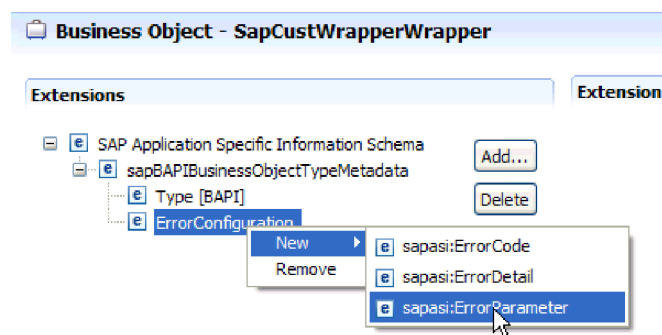 Business Object - SapCustWrapperWrapper
Extensions
Extension
SAP Application Specific Information Schema
Add...
sapBAPIBusinessObjectTypeMetadata
Type [BAPI]
Delete
ErrorConfiguration
New
sapasi:ErrorCode
Remove
sapasi:ErrorDetail
sapasi:ErrorParameter